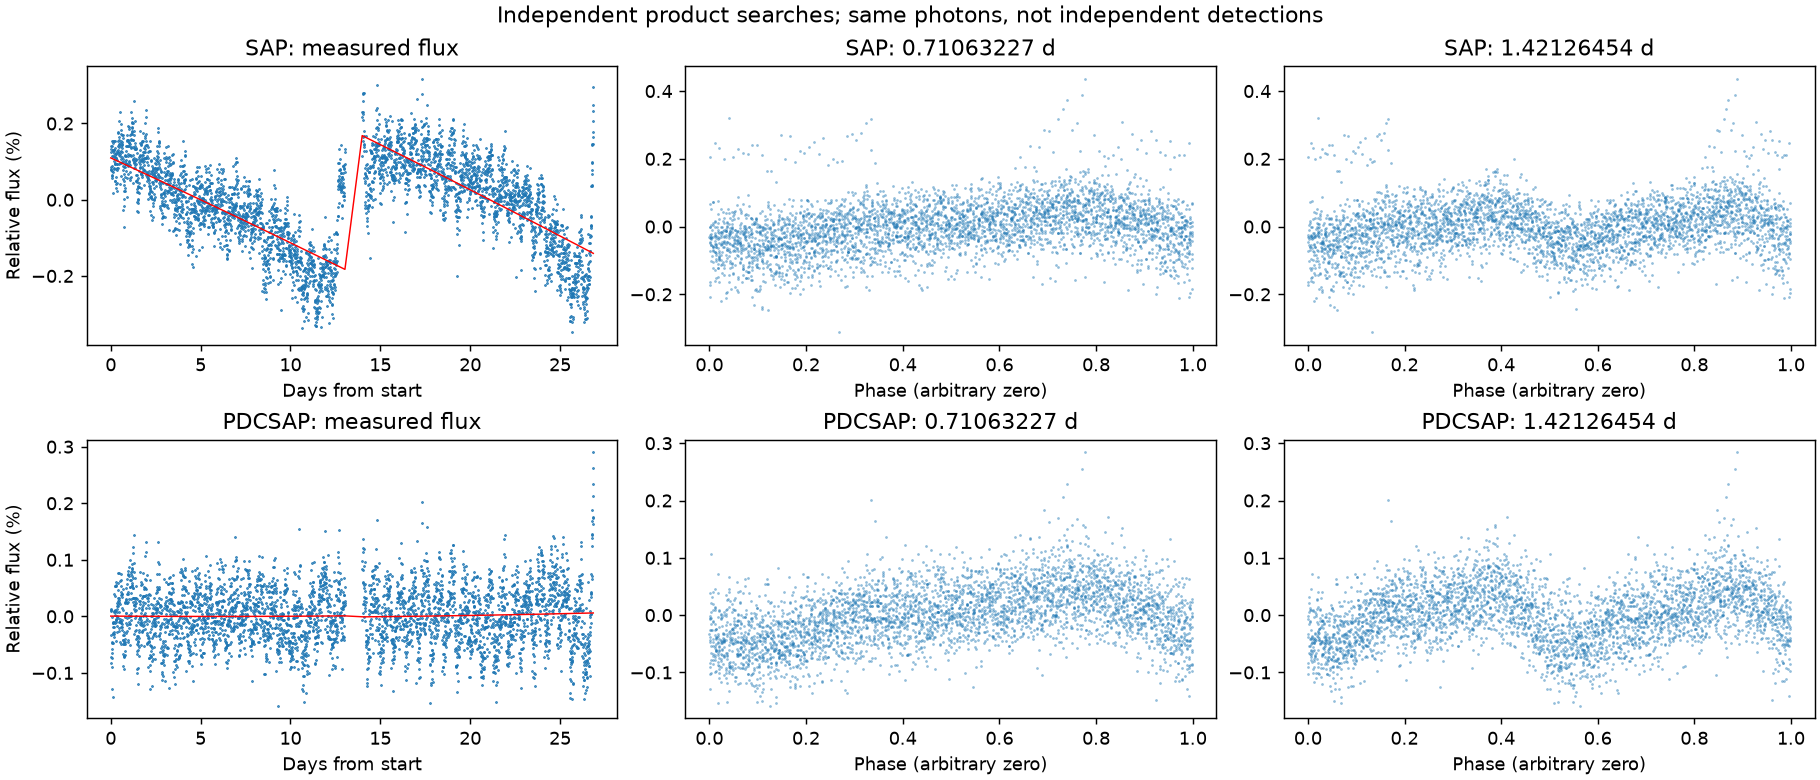 Independent product searches; same photons, not independent detections
SAP: measured flux
SAP: 0.71063227 d
SAP: 1.42126454 d
Relative flux (%)
0.2
0.0
−0.2
0.4
0.2
0.0
−0.2
0.4
0.2
0.0
−0.2
0 5 10 15 20 25
0.0 0.2 0.4 0.6 0.8 1.0
0.0 0.2 0.4 0.6 0.8 1.0
Days from start
Phase (arbitrary zero)
Phase (arbitrary zero)
PDCSAP: measured flux
PDCSAP: 0.71063227 d
PDCSAP: 1.42126454 d
Relative flux (%)
0.3
0.2
0.1
0.0
−0.1
0.3
0.2
0.1
0.0
−0.1
0.3
0.2
0.1
0.0
−0.1
0 5 10 15 20 25
0.0 0.2 0.4 0.6 0.8 1.0
0.0 0.2 0.4 0.6 0.8 1.0
Days from start
Phase (arbitrary zero)
Phase (arbitrary zero)